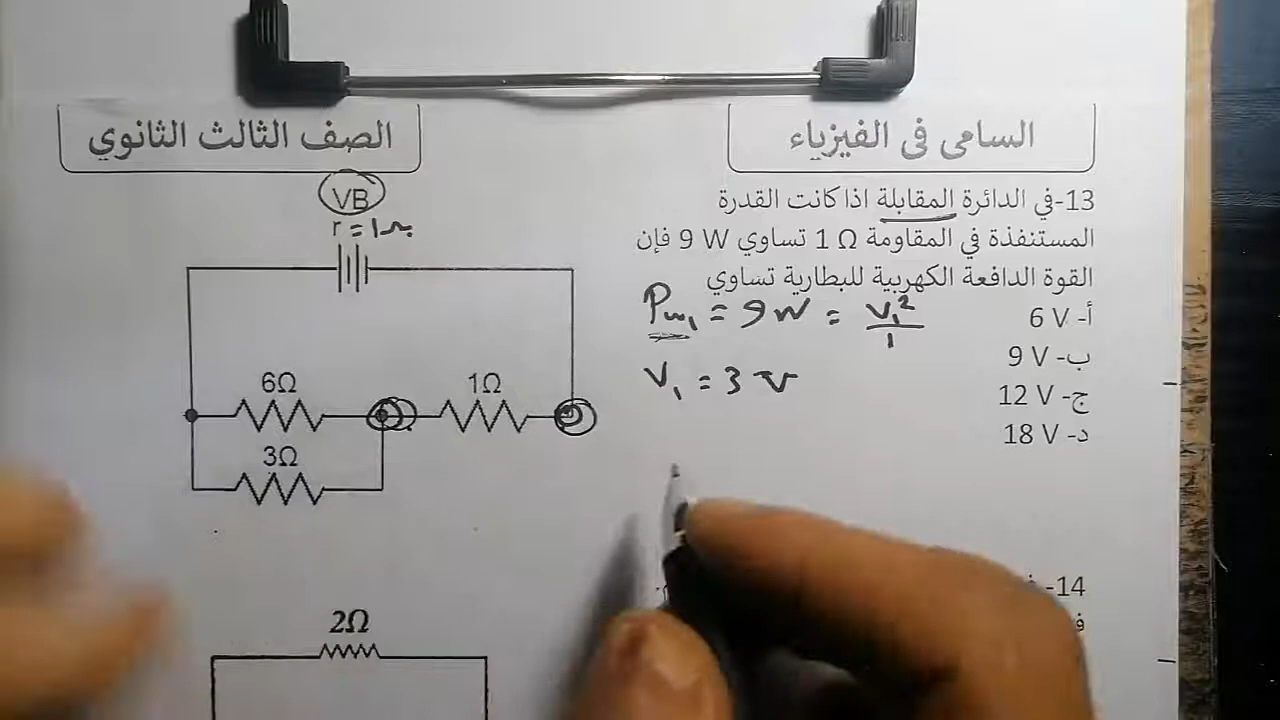 السامى فى الفيزياء
الصف الثالث الثانوي
13-في الدائرة المقابلة اذا كانت القدرة
المستنفذة في المقاومة 1 Ω تساوي 9 W فإن
القوة الدافعة الكهربية للبطارية تساوي
أ- 6 V
ب- 9 V
ج- 12 V
د- 18 V
Pw₁ = 9W = V₁² / 1
V₁ = 3 V
VB
r = 1Ω
6Ω
1Ω
3Ω
14-
2Ω